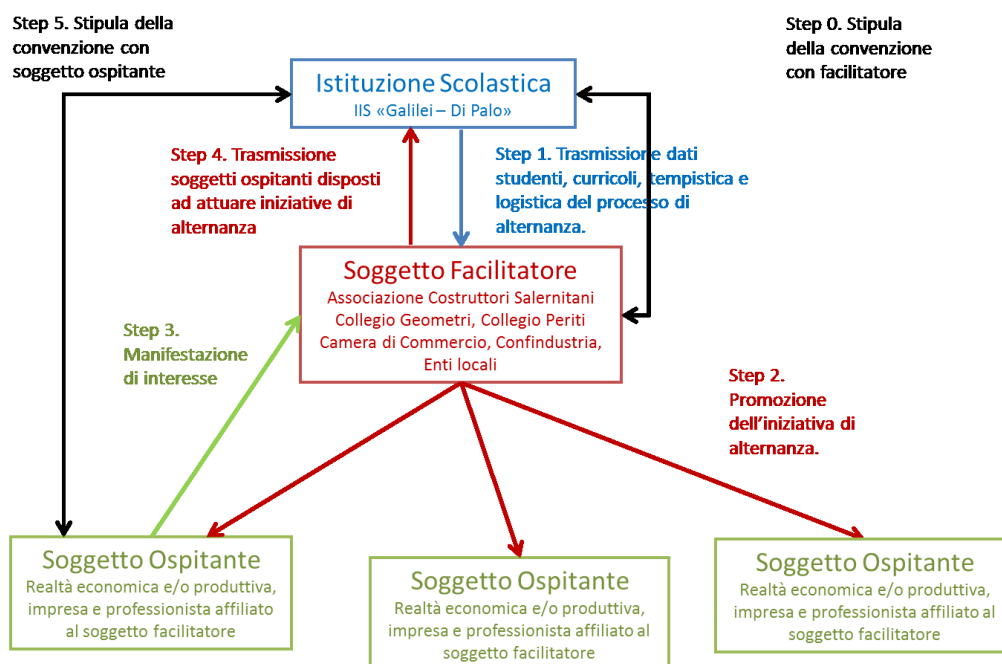 Step 5. Stipula della
convenzione con
soggetto ospitante
Step 0. Stipula
della convenzione
con facilitatore
Istituzione Scolastica
IIS «Galilei – Di Palo»
Step 4. Trasmissione
soggetti ospitanti disposti
ad attuare iniziative di
alternanza
Step 1. Trasmissione dati
studenti, curricoli, tempistica e
logistica del processo di
alternanza.
Soggetto Facilitatore
Associazione Costruttori Salernitani
Collegio Geometri, Collegio Periti
Camera di Commercio, Confindustria,
Enti locali
Step 3.
Manifestazione
di interesse
Step 2.
Promozione
dell’iniziativa di
alternanza.
Soggetto Ospitante
Realtà economica e/o produttiva,
impresa e professionista affiliato
al soggetto facilitatore
Soggetto Ospitante
Realtà economica e/o produttiva,
impresa e professionista affiliato al
soggetto facilitatore
Soggetto Ospitante
Realtà economica e/o produttiva,
impresa e professionista affiliato al
soggetto facilitatore